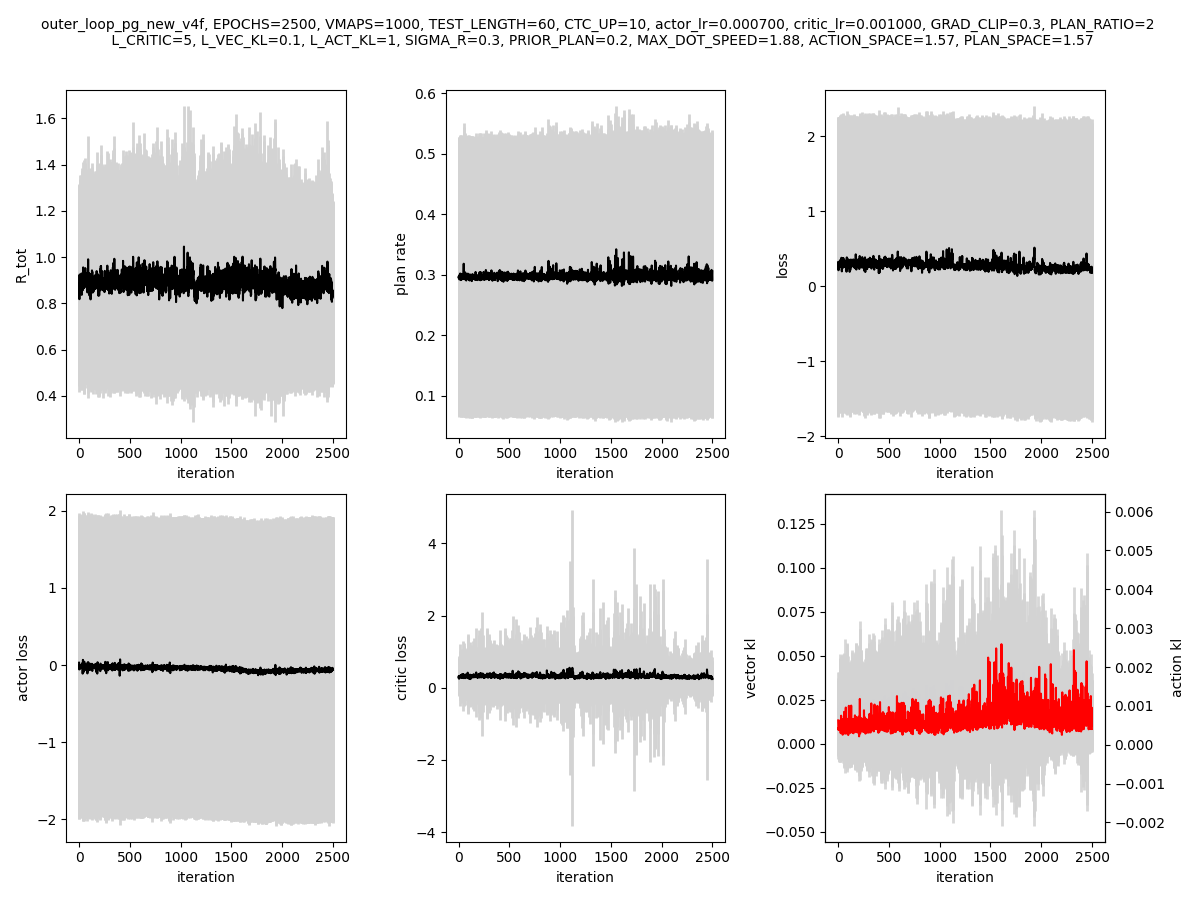 outer_loop_pg_new_v4f, EPOCHS=2500, VMAPS=1000, TEST_LENGTH=60, CTC_UP=10, actor_lr=0.000700, critic_lr=0.001000, GRAD_CLIP=0.3, PLAN_RATIO=2
L_CRITIC=5, L_VEC_KL=0.1, L_ACT_KL=1, SIGMA_R=0.3, PRIOR_PLAN=0.2, MAX_DOT_SPEED=1.88, ACTION_SPACE=1.57, PLAN_SPACE=1.57
R_tot
1.6
1.4
1.2
1.0
0.8
0.6
0.4
0 500 1000 1500 2000 2500
iteration
plan rate
0.6
0.5
0.4
0.3
0.2
0.1
0 500 1000 1500 2000 2500
iteration
loss
2
1
0
−1
−2
0 500 1000 1500 2000 2500
iteration
actor loss
2
1
0
−1
−2
0 500 1000 1500 2000 2500
iteration
critic loss
4
2
0
−2
−4
0 500 1000 1500 2000 2500
iteration
vector kl
0.125
0.100
0.075
0.050
0.025
0.000
−0.025
−0.050
0 500 1000 1500 2000 2500
iteration
0.006
0.005
0.004
0.003
0.002
0.001
0.000
−0.001
−0.002
action kl